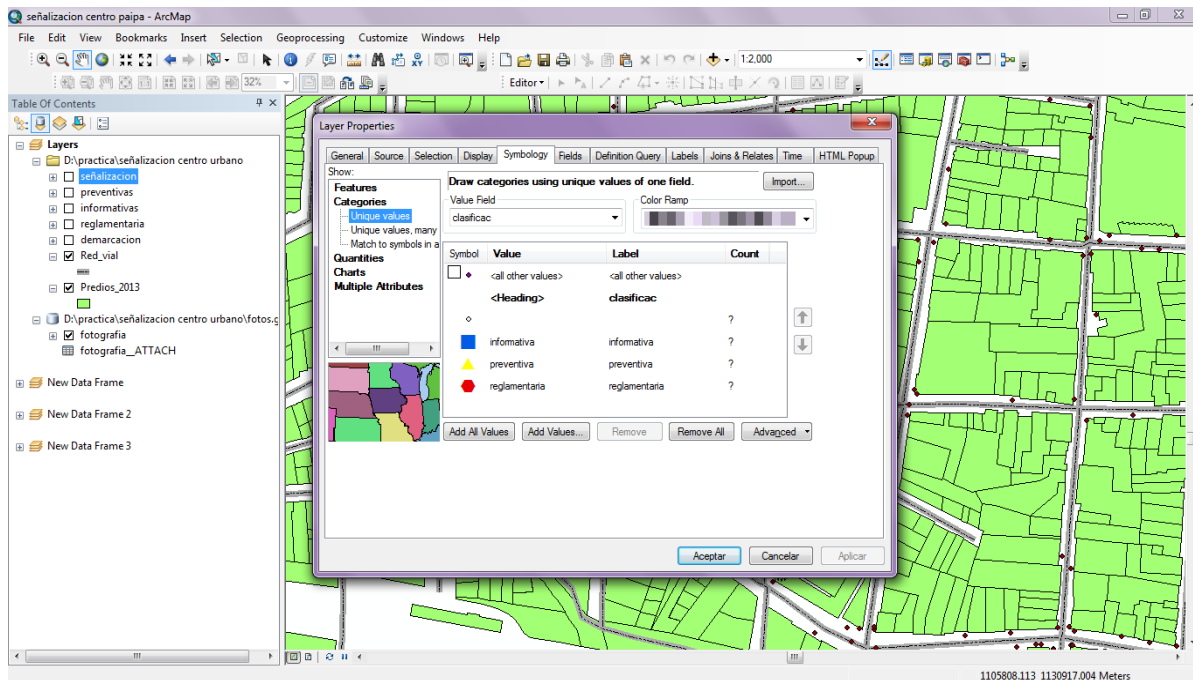 señalizacion centro paipa - ArcMap
File Edit View Bookmarks Insert Selection Geoprocessing Customize Windows Help
1:2,000
32% Editor
Table Of Contents
Layers
D:\practica\señalizacion centro urbano
señalizacion
preventivas
informativas
reglamentaria
demarcacion
Red_vial
Predios_2013
D:\practica\señalizacion centro urbano\fotos.g
fotografia
fotografia__ATTACH
New Data Frame
New Data Frame 2
New Data Frame 3
Layer Properties
General Source Selection Display Symbology Fields Definition Query Labels Joins & Relates Time HTML Popup
Show:
Features
Categories
Unique values
Unique values, many
Match to symbols in a
Quantities
Charts
Multiple Attributes
Draw categories using unique values of one field.
Import...
Value Field
clasificac
Color Ramp
Symbol Value Label Count
<all other values> <all other values>
<Heading> clasificac
?
informativa informativa ?
preventiva preventiva ?
reglamentaria reglamentaria ?
Add All Values Add Values... Remove Remove All Advanced
Aceptar Cancelar Aplicar
1105808.113 1130917.004 Meters